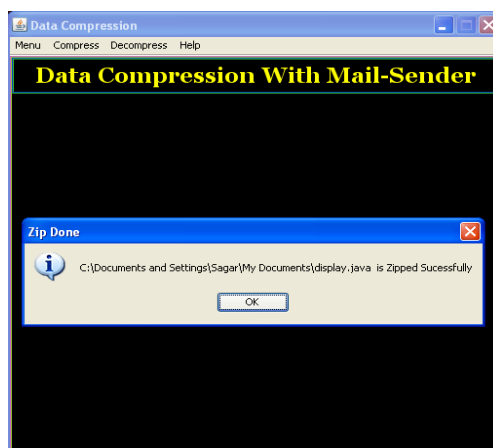 Data Compression
Menu Compress Decompress Help
Data Compression With Mail-Sender
Zip Done
C:\Documents and Settings\Sagar\My Documents\display.java is Zipped Sucessfully
OK